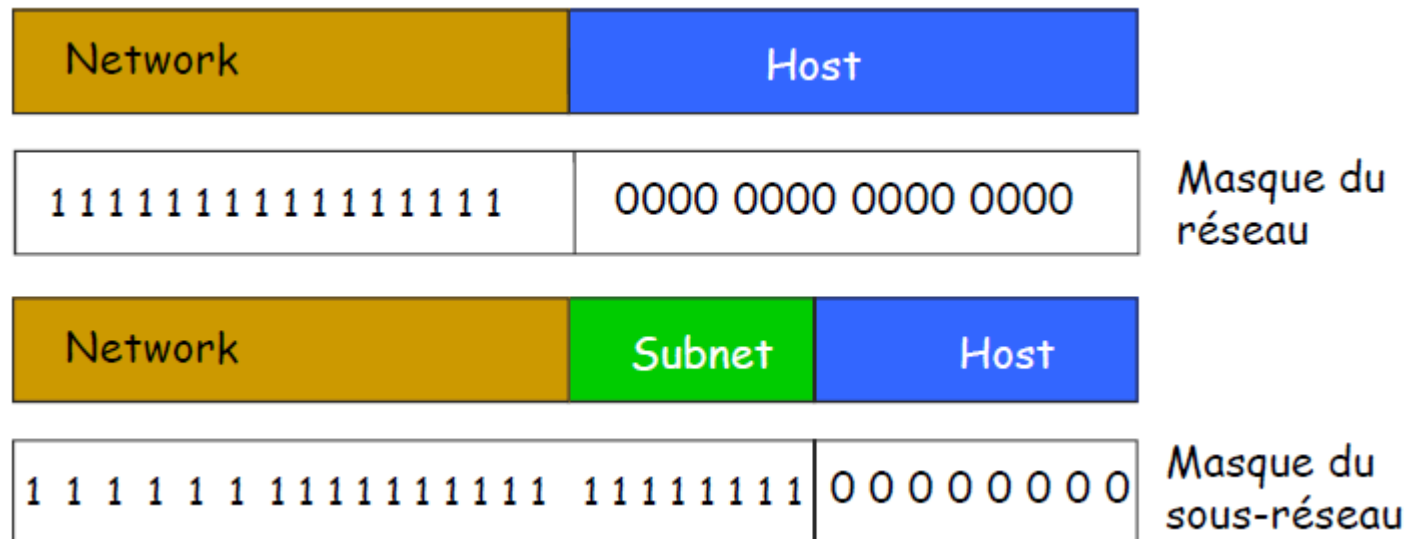 Network Host
1 1 1 1 1 1 1 1 1 1 1 1 1 1 1 1 0000 0000 0000 0000
Masque du
réseau
Network Subnet Host
1 1 1 1 1 1 1 1 1 1 1 1 1 1 1 1 1 1 1 1 1 1 1 1 0 0 0 0 0 0 0 0
Masque du
sous-réseau